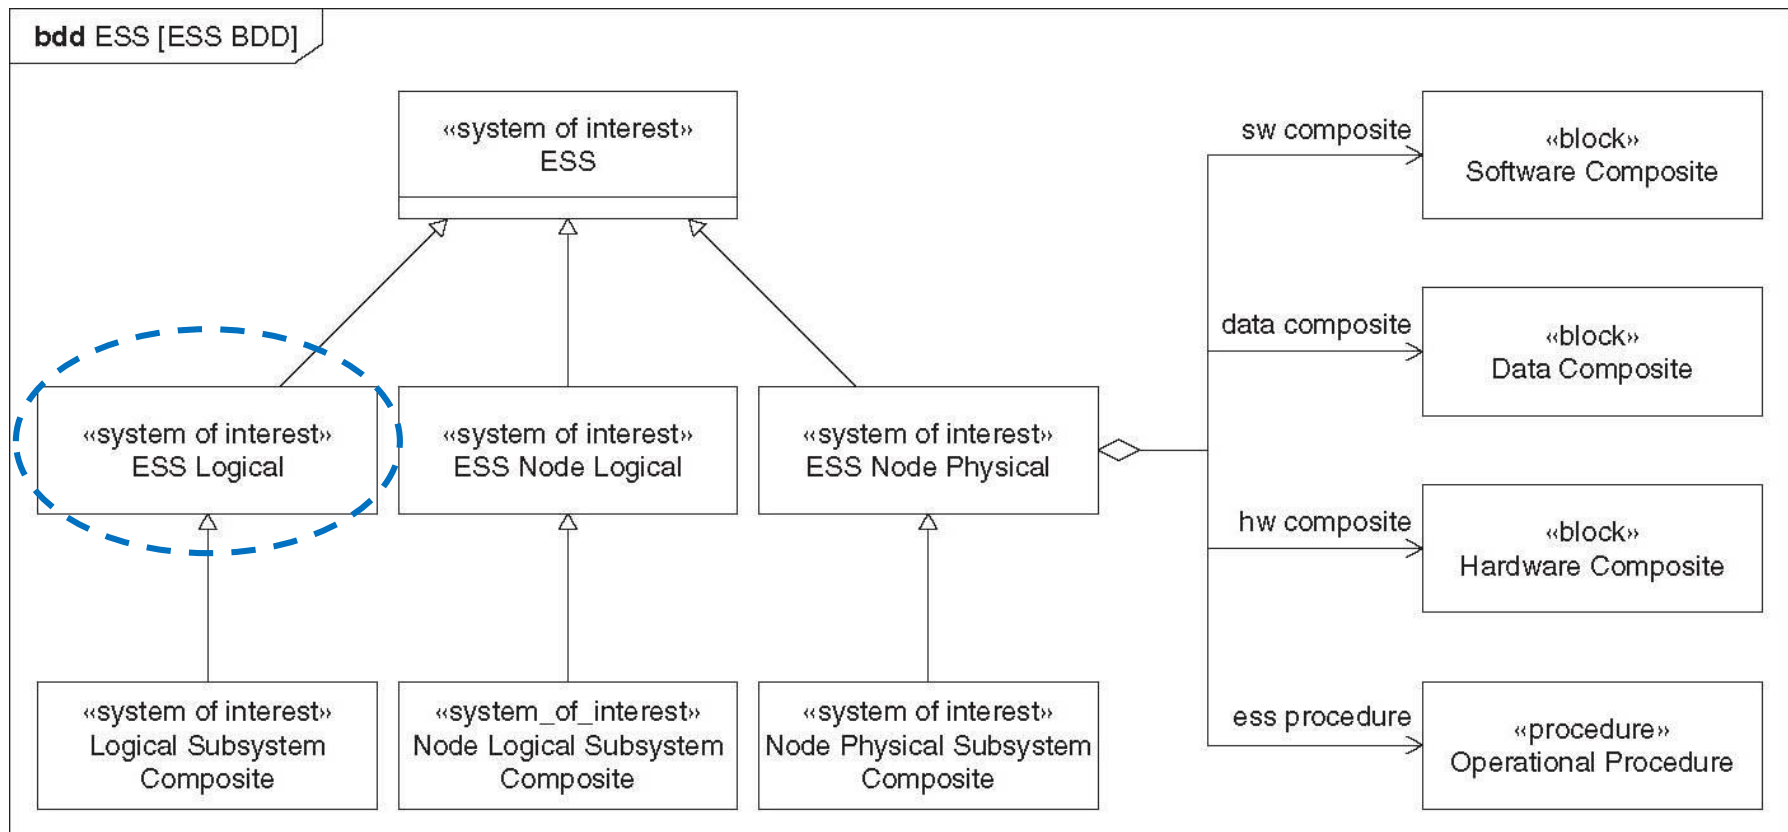 bdd ESS [ESS BDD]
«system of interest»
ESS
«system of interest»
ESS Logical
«system of interest»
ESS Node Logical
«system of interest»
ESS Node Physical
«system of interest»
Logical Subsystem
Composite
«system_of_interest»
Node Logical Subsystem
Composite
«system of interest»
Node Physical Subsystem
Composite
sw composite
«block»
Software Composite
data composite
«block»
Data Composite
hw composite
«block»
Hardware Composite
ess procedure
«procedure»
Operational Procedure